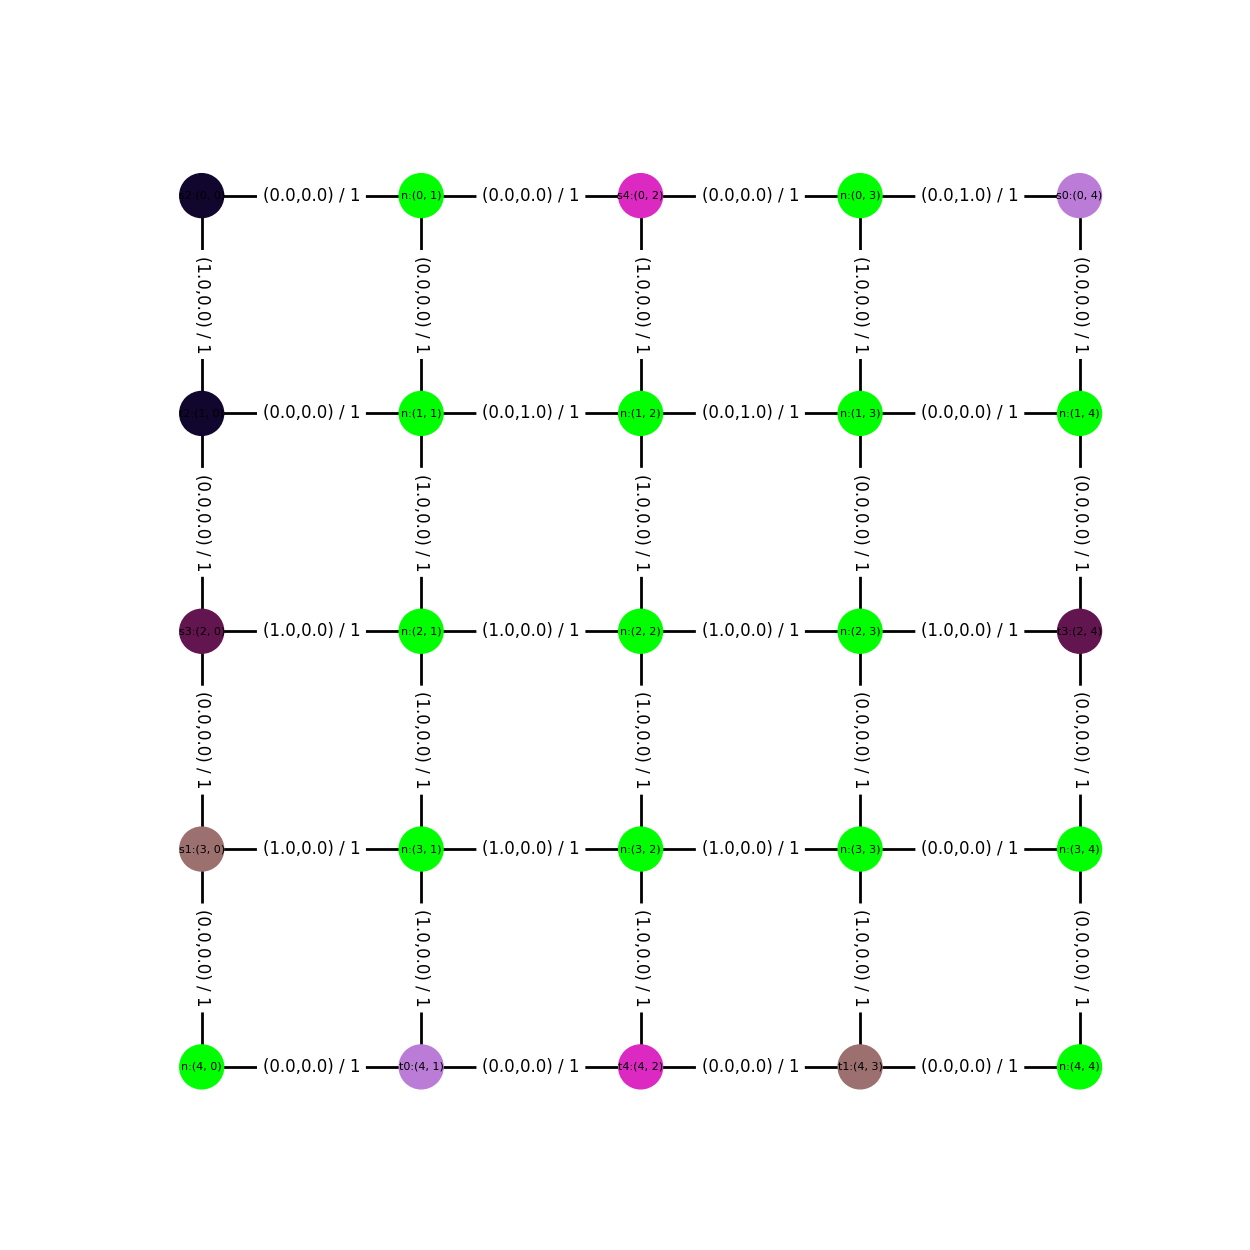 s2:(0, 0) (0.0,0.0) / 1 n:(0, 1) (0.0,0.0) / 1 s4:(0, 2) (0.0,0.0) / 1 n:(0, 3) (0.0,1.0) / 1 s0:(0, 4)
(1.0,0.0) / 1 (0.0,0.0) / 1 (1.0,0.0) / 1 (1.0,0.0) / 1 (0.0,0.0) / 1
t2:(1, 0) (0.0,0.0) / 1 n:(1, 1) (0.0,1.0) / 1 n:(1, 2) (0.0,1.0) / 1 n:(1, 3) (0.0,0.0) / 1 n:(1, 4)
(0.0,0.0) / 1 (1.0,0.0) / 1 (1.0,0.0) / 1 (0.0,0.0) / 1 (0.0,0.0) / 1
s3:(2, 0) (1.0,0.0) / 1 n:(2, 1) (1.0,0.0) / 1 n:(2, 2) (1.0,0.0) / 1 n:(2, 3) (1.0,0.0) / 1 t3:(2, 4)
(0.0,0.0) / 1 (1.0,0.0) / 1 (1.0,0.0) / 1 (0.0,0.0) / 1 (0.0,0.0) / 1
s1:(3, 0) (1.0,0.0) / 1 n:(3, 1) (1.0,0.0) / 1 n:(3, 2) (1.0,0.0) / 1 n:(3, 3) (0.0,0.0) / 1 n:(3, 4)
(0.0,0.0) / 1 (1.0,0.0) / 1 (1.0,0.0) / 1 (1.0,0.0) / 1 (0.0,0.0) / 1
n:(4, 0) (0.0,0.0) / 1 t0:(4, 1) (0.0,0.0) / 1 t4:(4, 2) (0.0,0.0) / 1 t1:(4, 3) (0.0,0.0) / 1 n:(4, 4)